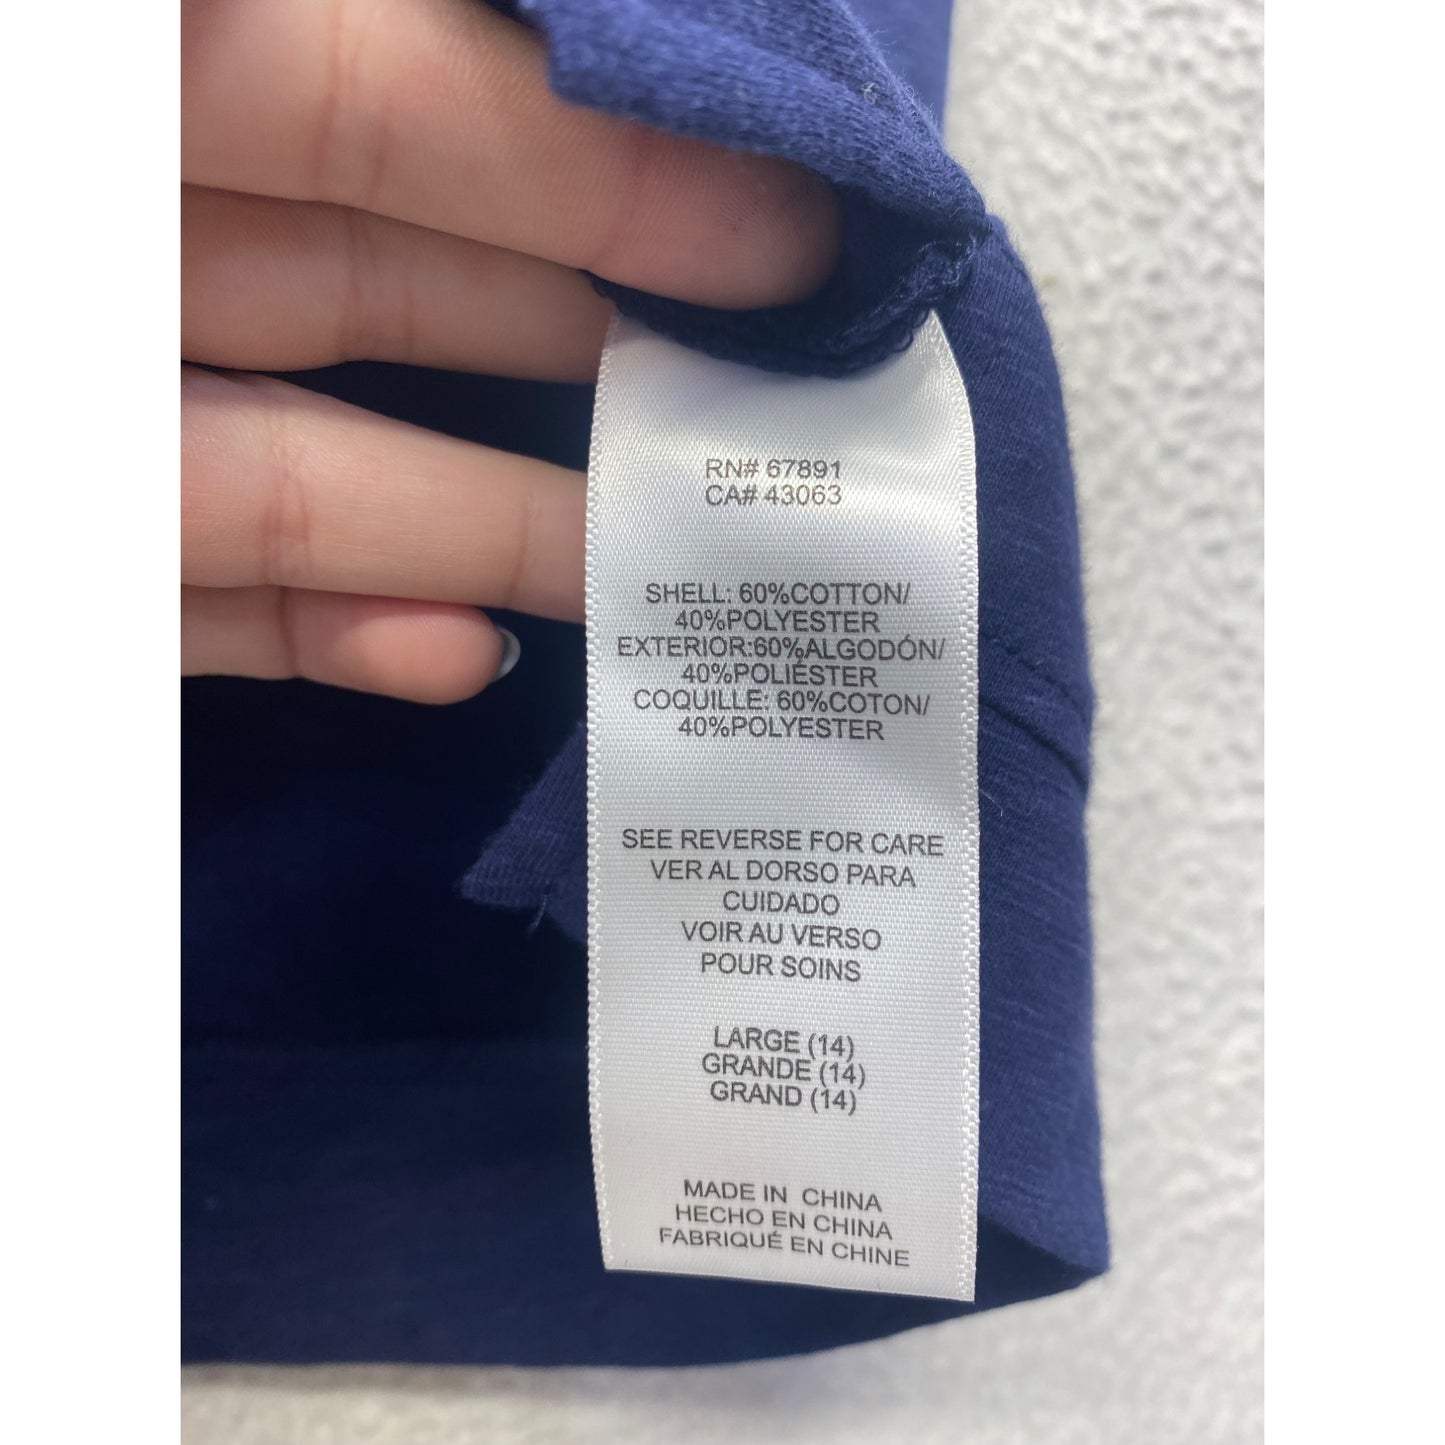 RN# 67891
CA# 43063
SHELL: 60%COTTON/
40%POLYESTER
EXTERIOR:60%ALGODÓN/
40%POLIÉSTER
COQUILLE: 60%COTON/
40%POLYESTER
SEE REVERSE FOR CARE
VER AL DORSO PARA
CUIDADO
VOIR AU VERSO
POUR SOINS
LARGE (14)
GRANDE (14)
GRAND (14)
MADE IN CHINA
HECHO EN CHINA
FABRIQUÉ EN CHINE